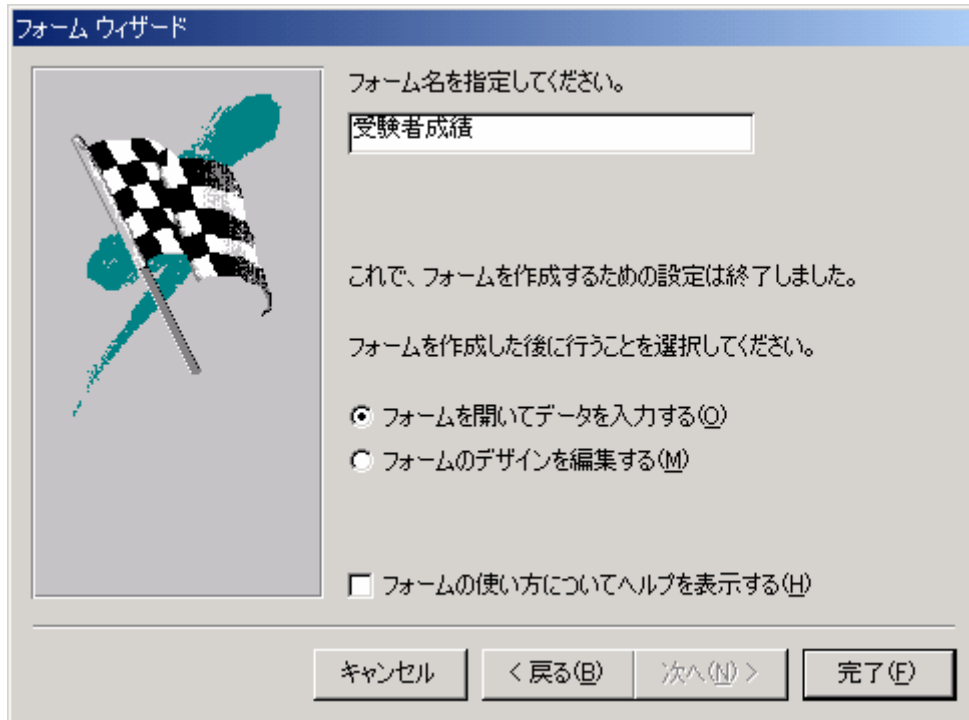 フォーム ウィザード
フォーム名を指定してください。
受験者成績
これで、フォームを作成するための設定は終了しました。
フォームを作成した後に行うことを選択してください。
フォームを開いてデータを入力する(O)
フォームのデザインを編集する(M)
フォームの使い方についてヘルプを表示する(H)
キャンセル < 戻る(B) 次へ(N) > 完了(F)